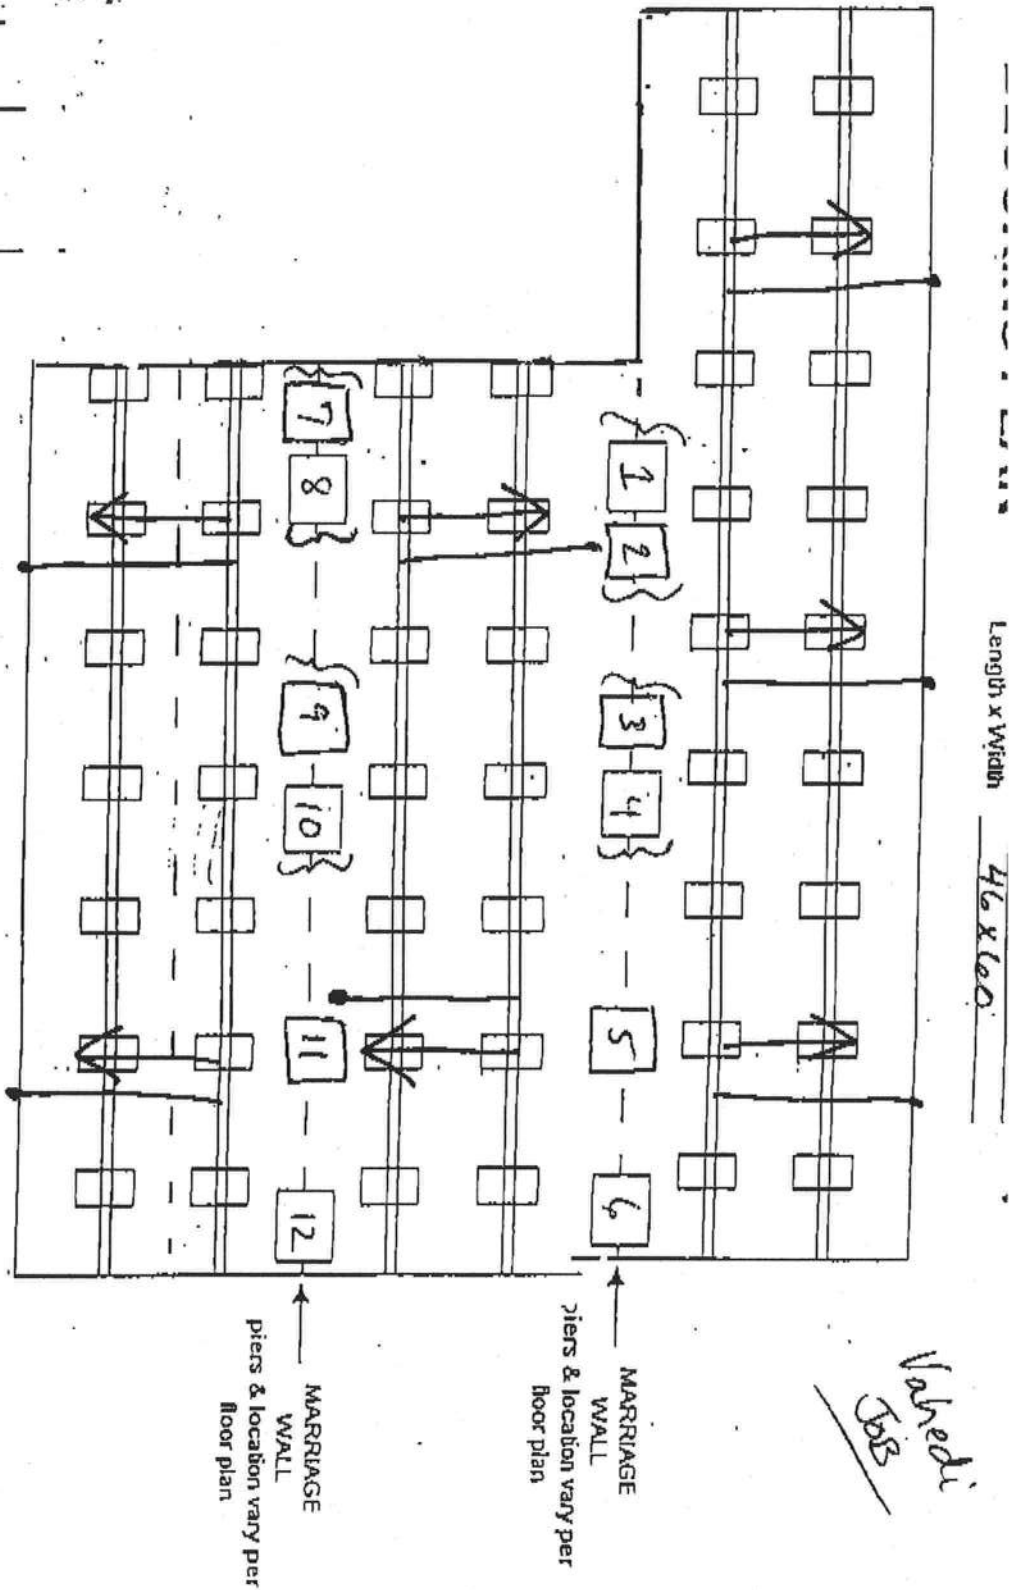 Length x Width 46 x 60
Vahedi
JOB
1
2
3
4
5
6
MARRIAGE
WALL
piers & location vary per
floor plan
7
8
9
10
11
12
MARRIAGE
WALL
piers & location vary per
floor plan